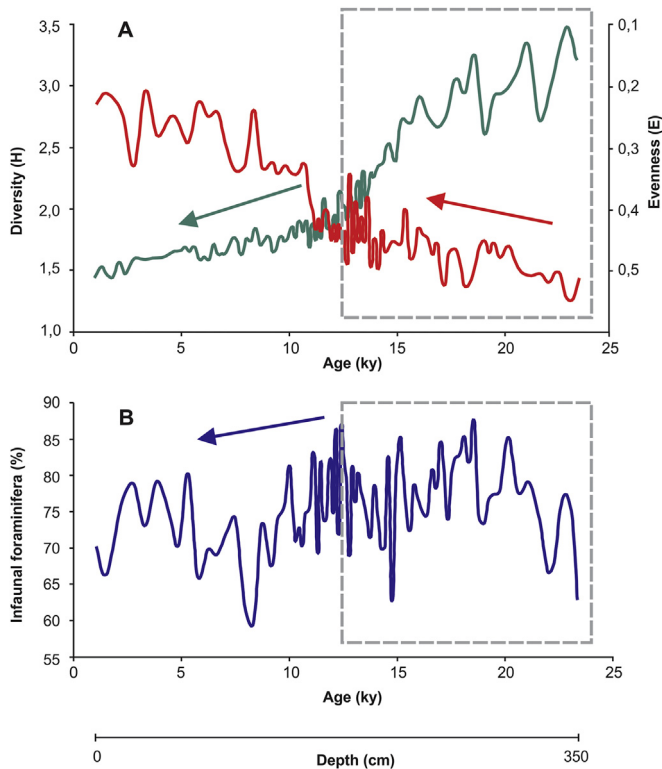 A
3,5
3,0
2,5
2,0
1,5
1,0
Diversity (H)
0,1
0,2
0,3
0,4
0,5
Evenness (E)
0 5 10 15 20 25
Age (ky)
B
90
85
80
75
70
65
60
55
Infaunal foraminifera (%)
0 5 10 15 20 25
Age (ky)
0 350
Depth (cm)